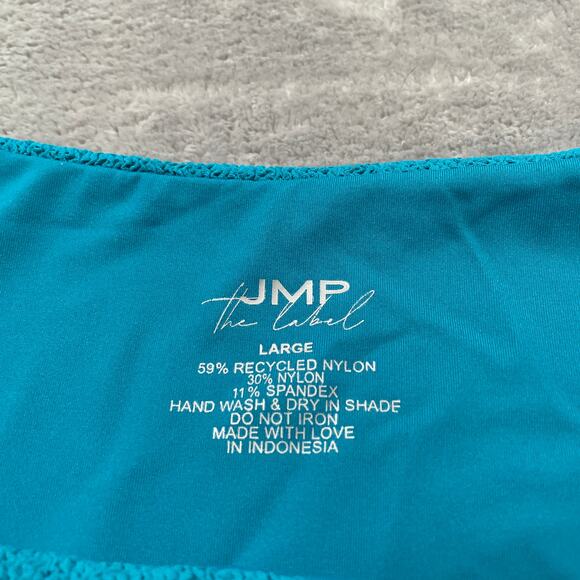 JMP
the label
LARGE
59% RECYCLED NYLON
30% NYLON
11% SPANDEX
HAND WASH & DRY IN SHADE
DO NOT IRON
MADE WITH LOVE
IN INDONESIA